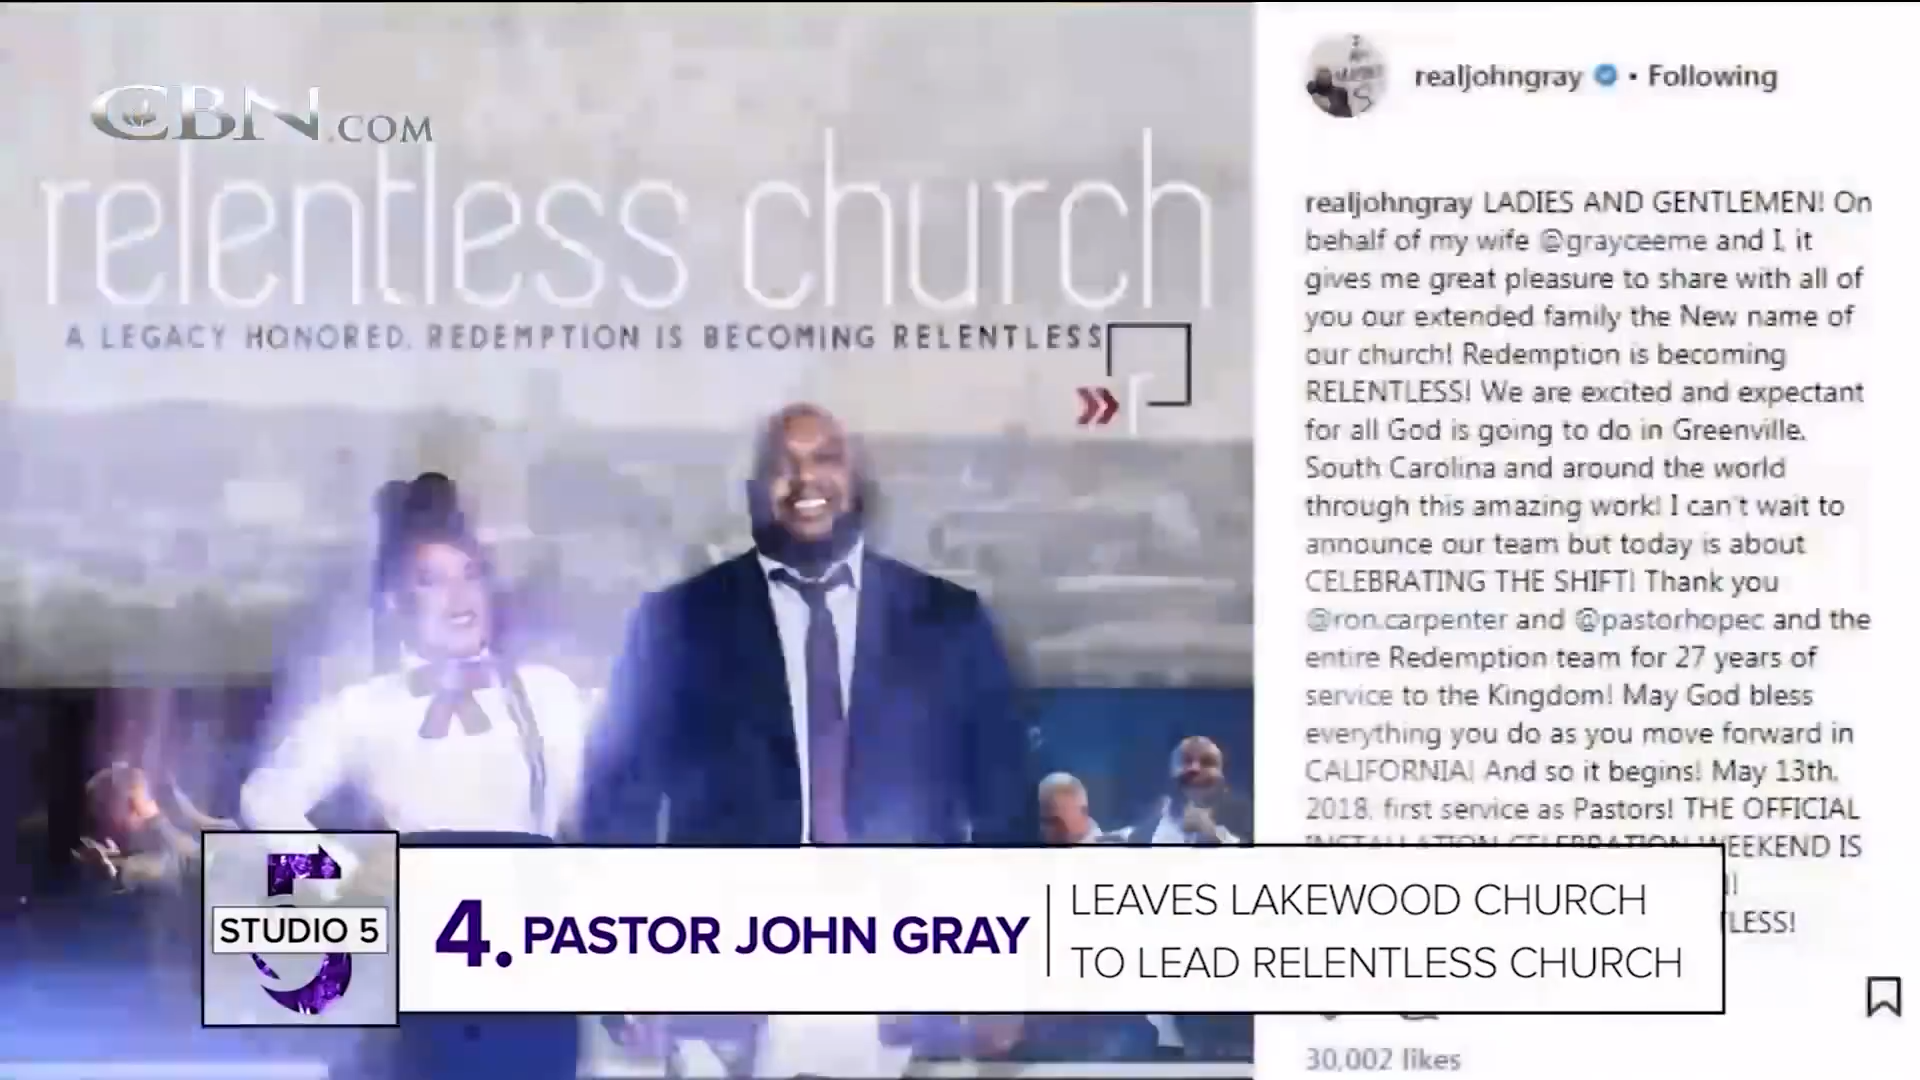 CBN.COM
relentless church
A LEGACY HONORED. REDEMPTION IS BECOMING RELENTLESS
realjohngray • Following
realjohngray LADIES AND GENTLEMEN! On
behalf of my wife @grayceeme and I, it
gives me great pleasure to share with all of
you our extended family the New name of
our church! Redemption is becoming
RELENTLESS! We are excited and expectant
for all God is going to do in Greenville,
South Carolina and around the world
through this amazing work! I can't wait to
announce our team but today is about
CELEBRATING THE SHIFT! Thank you
@ron.carpenter and @pastorhopec and the
entire Redemption team for 27 years of
service to the Kingdom! May God bless
everything you do as you move forward in
CALIFORNIA! And so it begins! May 13th,
2018, first service as Pastors! THE OFFICIAL
INSTALLATION CELEBRATION WEEKEND IS
LESS!
30,002 likes
STUDIO 5
4. PASTOR JOHN GRAY
LEAVES LAKEWOOD CHURCH
TO LEAD RELENTLESS CHURCH